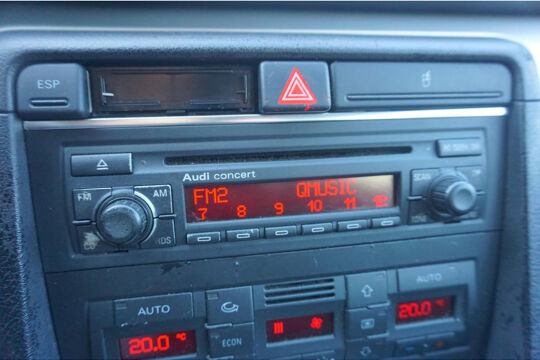 ESP
Audi concert
AM
FM
RDS
SCAN
FM2 QMUSIC
7 8 9 10 11 12
AUTO
AUTO
ECON
20.0 °C
20.0 °C